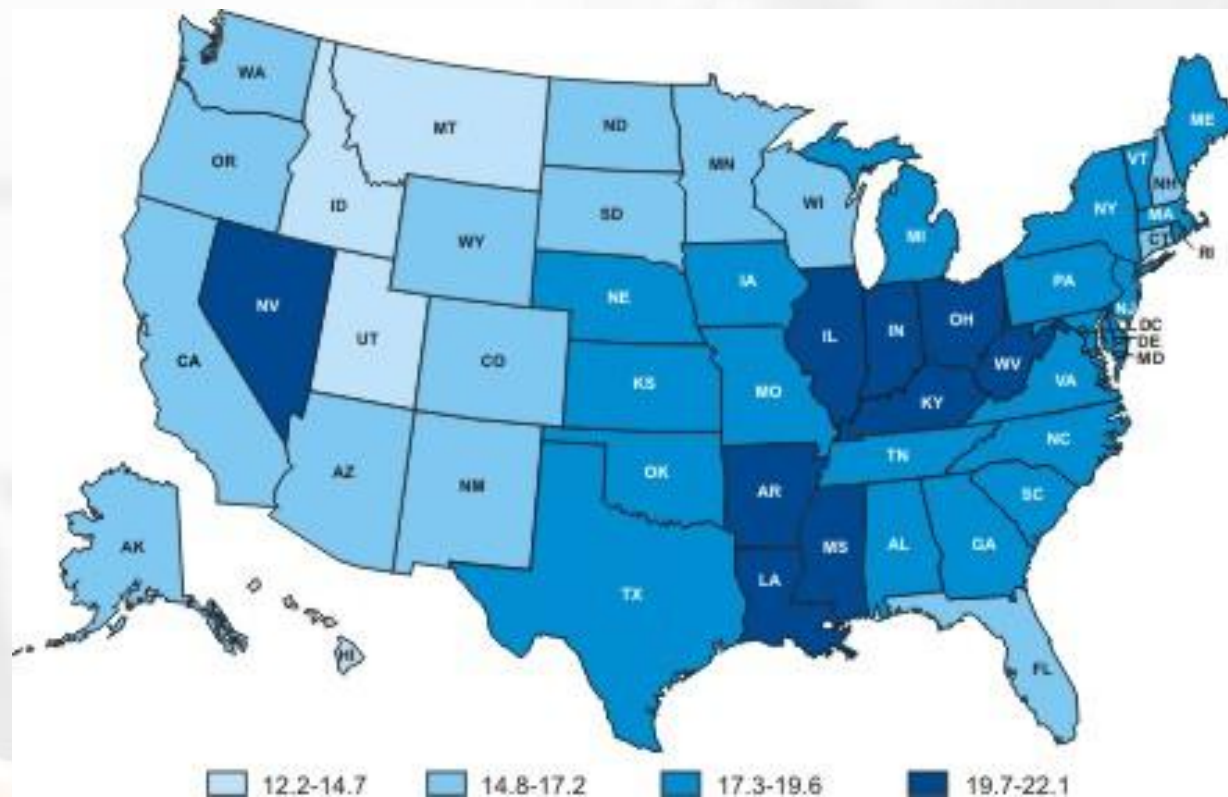 WA
MT
ND
MN
ME
VT
NH
OR
ID
SD
WI
NY
MA
WY
MI
CT
RI
IA
PA
NE
NV
NJ
UT
IL
IN
OH
DC
DE
MD
CA
CO
WV
KS
MO
VA
KY
NC
TN
AZ
NM
OK
AR
SC
AK
MS
AL
GA
LA
TX
HI
FL
12.2-14.7 14.8-17.2 17.3-19.6 19.7-22.1